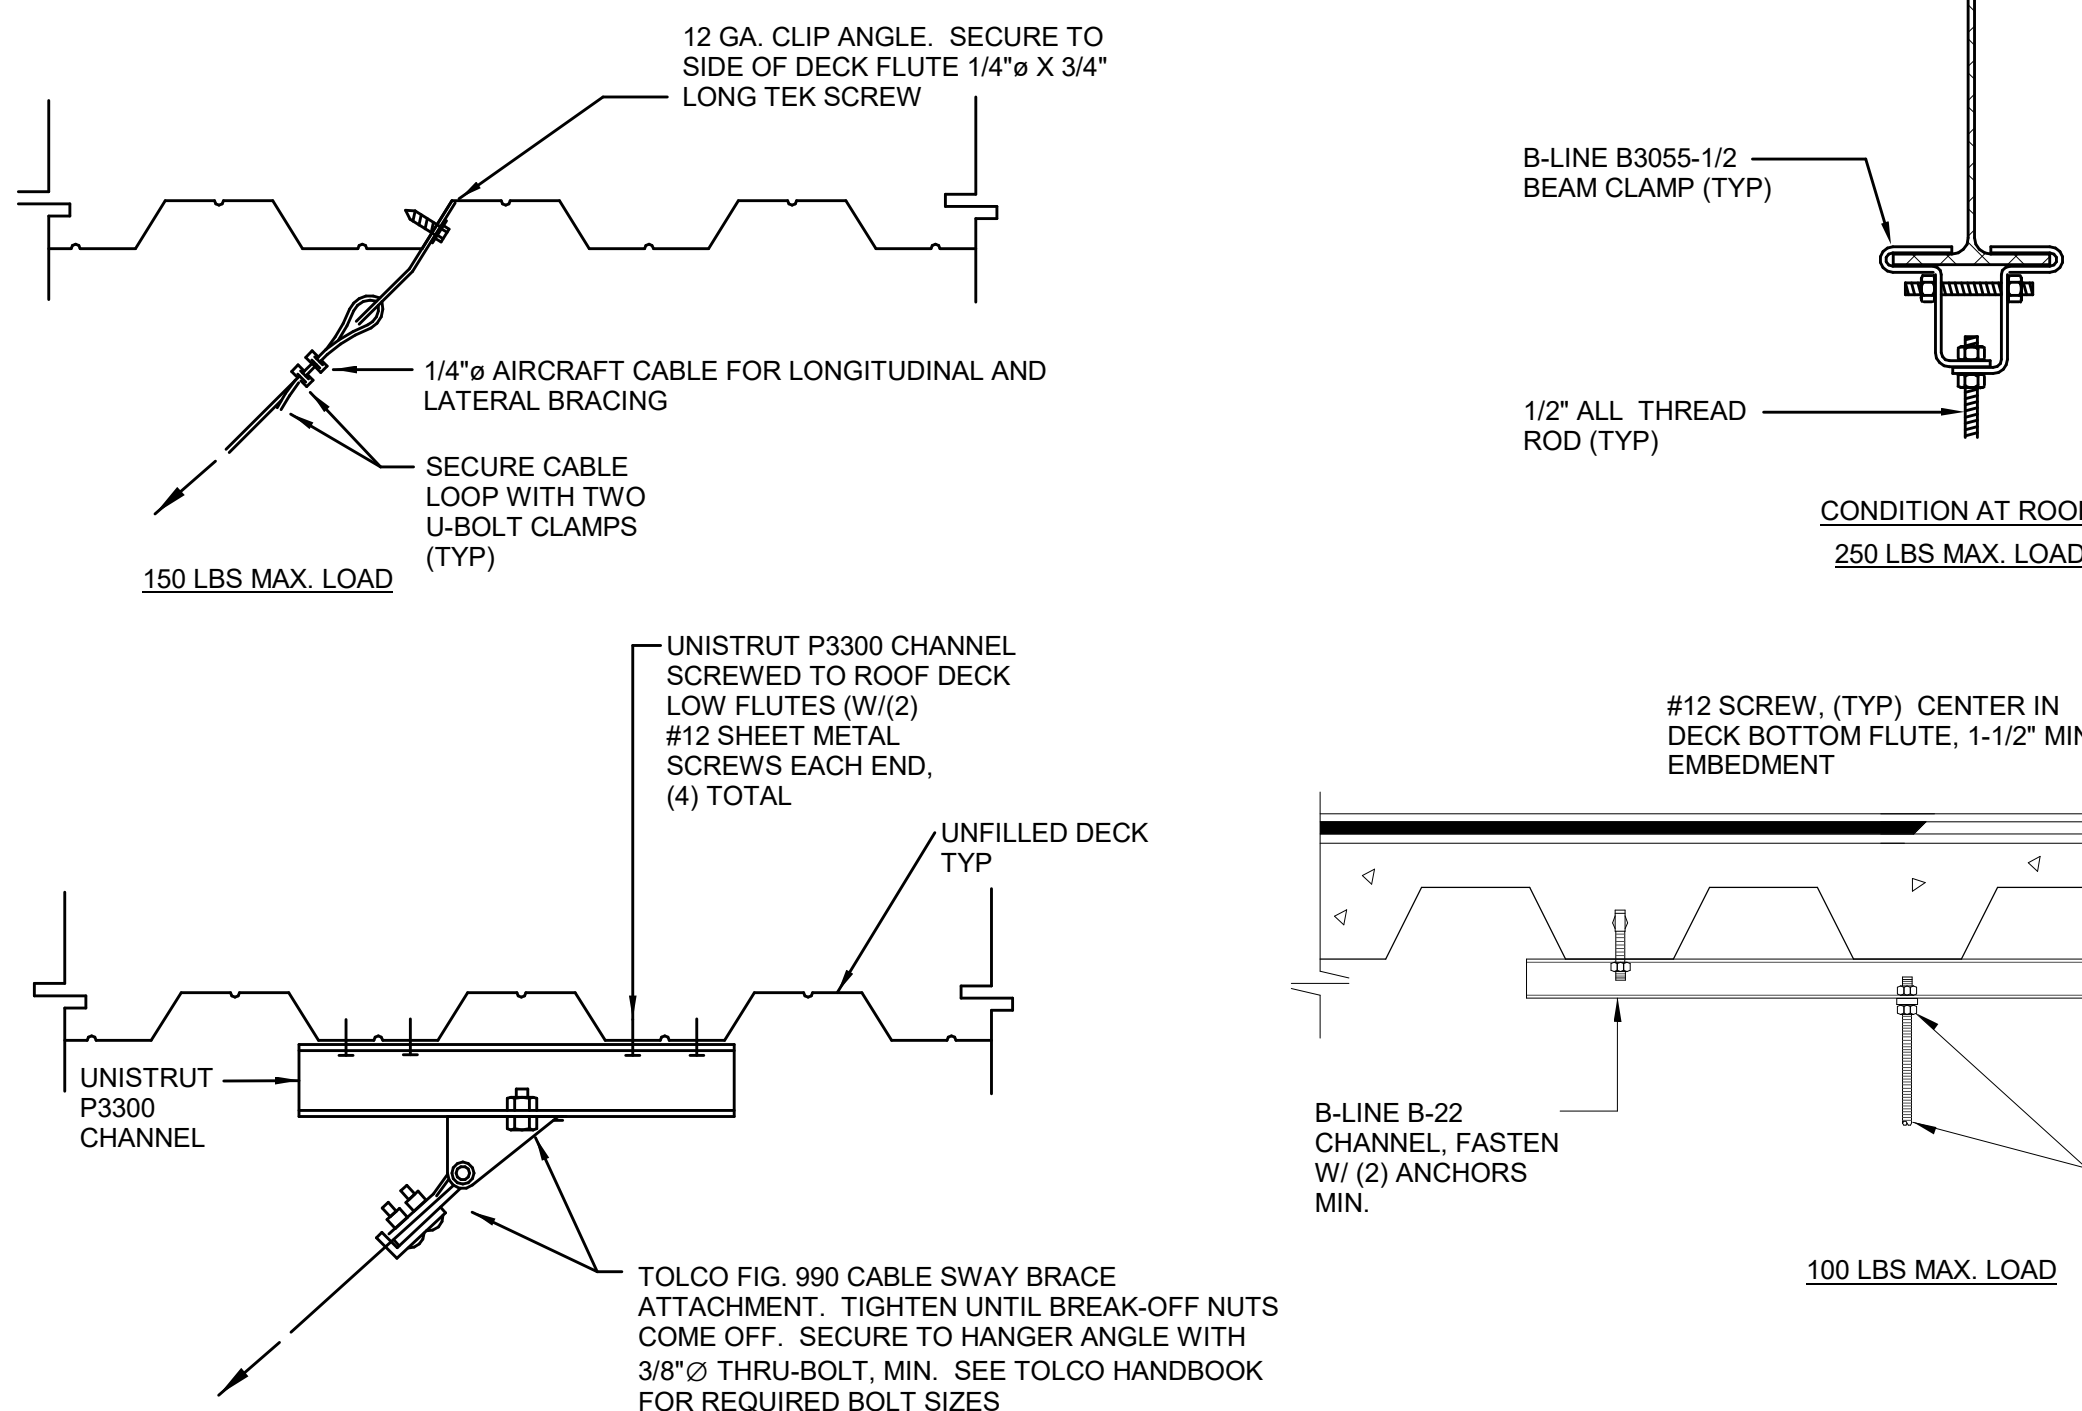 12 GA. CLIP ANGLE.  SECURE TO
SIDE OF DECK FLUTE 1/4"ø X 3/4"
LONG TEK SCREW
1/4"ø AIRCRAFT CABLE FOR LONGITUDINAL AND
LATERAL BRACING
SECURE CABLE
LOOP WITH TWO
U-BOLT CLAMPS
(TYP)
150 LBS MAX. LOAD
B-LINE B3055-1/2
BEAM CLAMP (TYP)
1/2" ALL  THREAD
ROD (TYP)
CONDITION AT ROO
250 LBS MAX. LOAD
UNISTRUT P3300 CHANNEL
SCREWED TO ROOF DECK
LOW FLUTES (W/(2)
#12 SHEET METAL
SCREWS EACH END,
(4) TOTAL
UNFILLED DECK
TYP
UNISTRUT
P3300
CHANNEL
TOLCO FIG. 990 CABLE SWAY BRACE
ATTACHMENT.  TIGHTEN UNTIL BREAK-OFF NUTS
COME OFF.  SECURE TO HANGER ANGLE WITH
3/8"Ø THRU-BOLT, MIN.  SEE TOLCO HANDBOOK
FOR REQUIRED BOLT SIZES
#12 SCREW, (TYP)  CENTER IN
DECK BOTTOM FLUTE, 1-1/2" MIN
EMBEDMENT
B-LINE B-22
CHANNEL, FASTEN
W/ (2) ANCHORS
MIN.
100 LBS MAX. LOAD